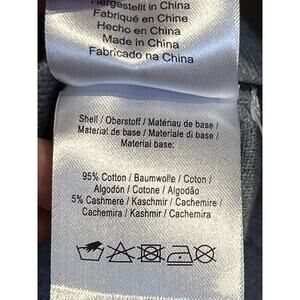 Hergestellt in China
Fabriqué en Chine
Hecho en China
Made in China
Fabricado na China
Shell / Oberstoff / Matériau de base /
Material de base / Materiale di base /
Material base:
95% Cotton / Baumwolle / Coton /
Algodón / Cotone / Algodão
5% Cashmere / Kaschmir / Cachemire /
Cachemira / Kashmir / Cachemira